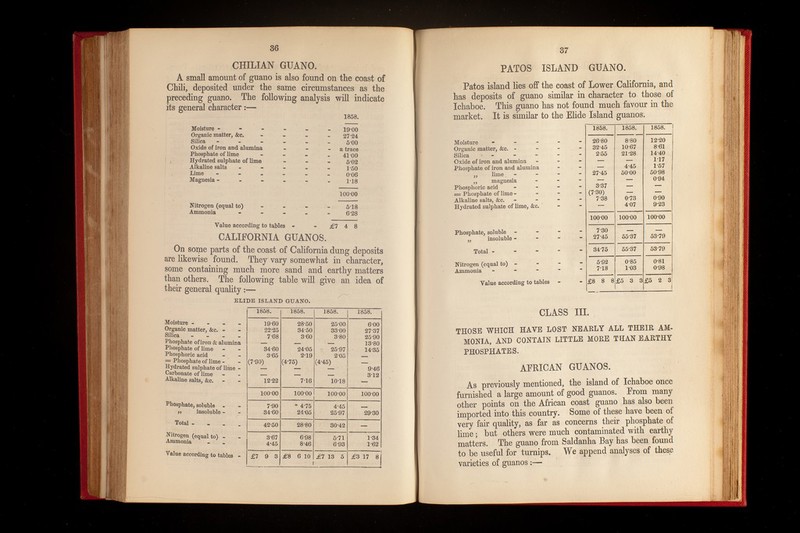 36
CHILIAN GUANO.
A small amount of guano is also found on the coast of
Chili, deposited under the same circumstances as the
preceding guano. The following analysis will indicate
its general character :—
1858.
Moisture - - - - - - 19·00
Organic matter, &c. - - - - 27·24
Silica - - - - - - 5·00
Oxide of iron and alumina - - - a trace
Phosphate of lime - - - - 41·00
Hydrated sulphate of lime - - - 5·02
Alkaline salts - - - - - 1·50
Lime - - - - - - 0·06
Magnesia - - - - - - 1·18
100·00
Nitrogen (equal to) - - - - 5·18
Ammonia - - - - - 6·28
Value according to tables - - £7 4 8
CALIFORNIA GUANOS.
On some parts of the coast of California dung deposits
are likewise found. They vary somewhat in character,
some containing much more sand and earthy matters
than others. The following table will give an idea of
their general quality :—
ELIDE ISLAND GUANO.
1858. 1858. 1858. 1858.
Moisture - - - - 19·60 28·50 25·00 6·00
Organic matter, &c. - - 22·25 34·50 33·00 27·37
Silica - - - - 7·68 3·60 3·80 25·90
Phosphate of iron & alumina — — — 13·80
Phosphate of lime - - 34·60 24·05 25·97 14·35
Phosphoric acid - - 3·65 2·19 2·05 —
= Phosphate of lime - - (7·90) (4·75) (4·45) —
Hydrated sulphate of lime - — — — 9·46
Carbonate of lime - - — — — 3·12
Alkaline salts, &c. - - 12·22 7·16 10·18 —
100·00 100·00 100·00 100·00
Phosphate, soluble - - 7·90 4·75 4·45 —
„ insoluble - - 34·60 24·05 25·97 29·30
Total - - - - 42·50 28·80 30·42 —
Nitrogen (equal to) - - 3·67 6·98 5·71 1·34
Ammonia - - - 4·45 8·46 6·93 1·62
Value according to tables - £7 9 3 £8 6 10 £7 13 5 £3 17 8
37
PATOS ISLAND GUANO.
Patos island lies off the coast of Lower California, and
has deposits of guano similar in character to those of
Ichaboe. This guano has not found much favour in the
market. It is similar to the Elide Island guanos.
1858. 1858. 1858.
Moisture - - - - - 26·80 8·80 12·20
Organic matter, &c. - - - - 32·45 10·67 8·61
Silica - - - - - 2·55 21·28 14·40
Oxide of iron and alumina - - - — — 1·17
Phosphate of iron and alumina - - — 4·45 1·57
„ lime - - - - 27·45 50·00 50·98
„ magnesia - - - — — 0·94
Phosphoric acid - - - - 3·37 — —
= Phosphate of lime - - - - (7·30) — —
Alkaline salts, &c. - - - - 7·38 0·73 0·90
Hydrated sulphate of lime, &c. - - — 4·07 9·23
100·00 100·00 100·00
Phosphate, soluble - - - - 7·30 — —
„ insoluble - - - - 27·45 55·37 53·79
Total - - - - - 34·75 55·37 53·79
Nitrogen (equal to) - - - - 5·92 0·85 0·81
Ammonia - - - - - 7·18 1·03 0·98
Value according to tables - - £8 8 8 £5 3 3 £5 2 3
CLASS III.
THOSE WHICH HAVE LOST NEARLY ALL THEIR AM-
MONIA, AND CONTAIN LITTLE MORE THAN EARTHY
PHOSPHATES.
AFRICAN GUANOS.
As previously mentioned, the island of Ichaboe once
furnished a large amount of good guanos. From many
other points on the African coast guano has also been
imported into this country. Some of these have been of
very fair quality, as far as concerns their phosphate of
lime; but others were much contaminated with earthy
matters. The guano from Saldanha Bay has been found
to be useful for turnips. We append analyses of these
varieties of guanos :—